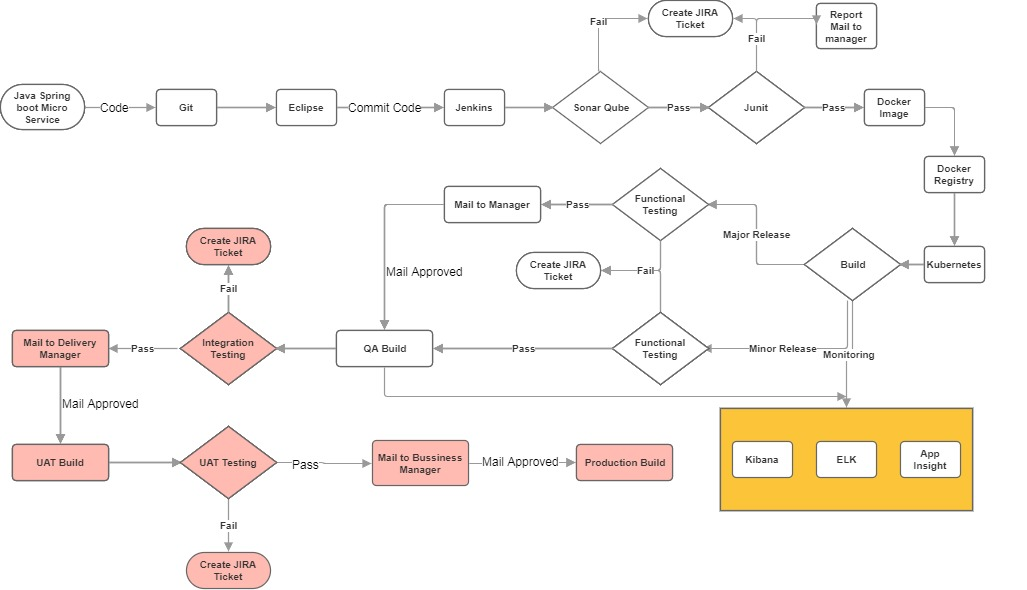 Create JIRA
Ticket
Report
Mail to
manager
Fail
Fail
Java Spring
boot Micro
Service
Code
Git
Eclipse
Commit Code
Jenkins
Sonar Qube
Pass
Junit
Pass
Docker
Image
Docker
Registry
Mail to Manager
Pass
Functional
Testing
Major Release
Build
Kubernetes
Create JIRA
Ticket
Fail
Mail Approved
Create JIRA
Ticket
Fail
Mail to Delivery
Manager
Pass
Integration
Testing
QA Build
Pass
Functional
Testing
Minor Release
Monitoring
Mail Approved
UAT Build
UAT Testing
Pass
Mail to Bussiness
Manager
Mail Approved
Production Build
Kibana
ELK
App
Insight
Fail
Create JIRA
Ticket